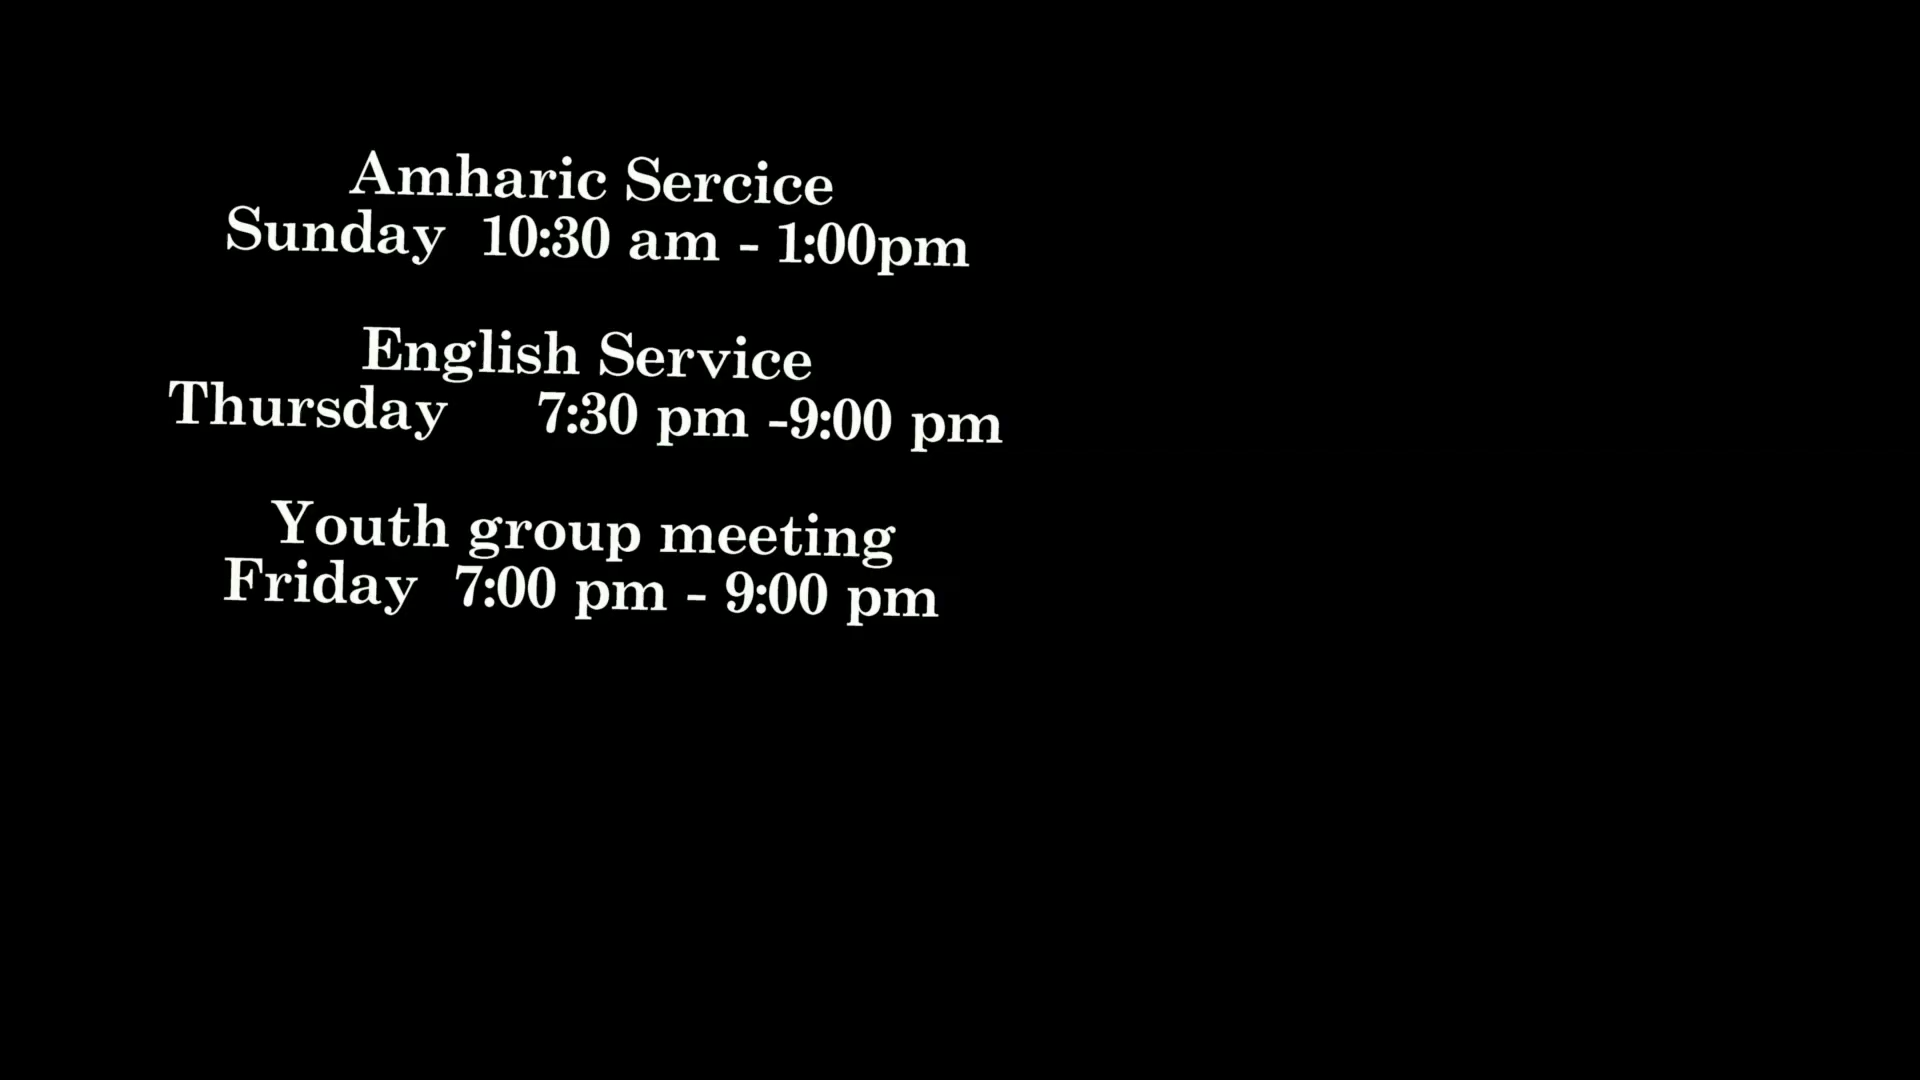 Amharic Sercice
Sunday  10:30 am - 1:00pm
English Service
Thursday  7:30 pm -9:00 pm
Youth group meeting
Friday  7:00 pm - 9:00 pm